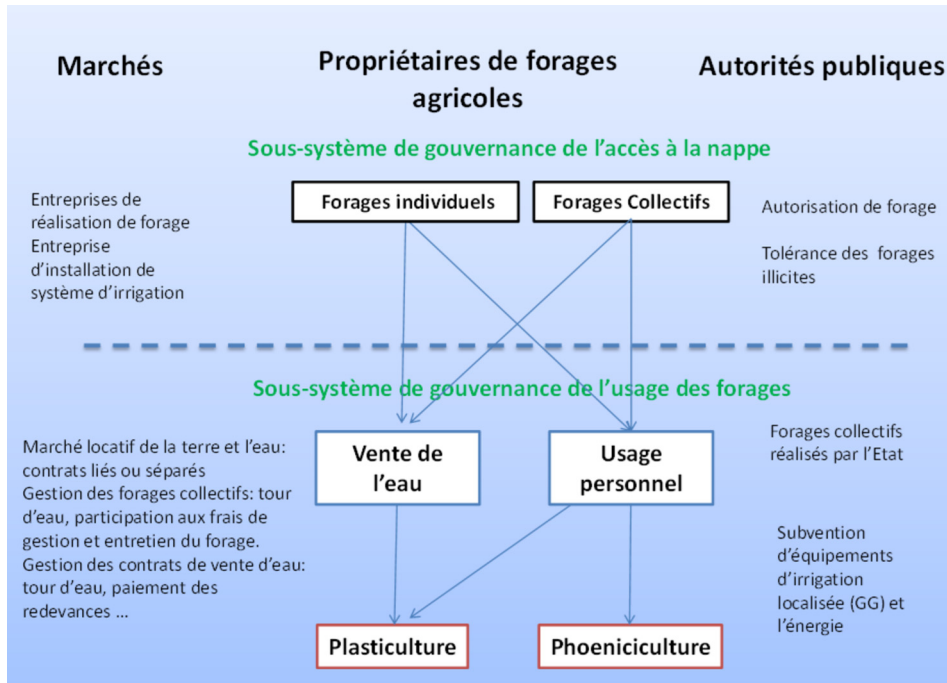 Marchés
Propriétaires de forages
agricoles
Autorités publiques
Sous-système de gouvernance de l'accès à la nappe
Entreprises de
réalisation de forage
Entreprise
d'installation de
système d'irrigation
Forages individuels
Forages Collectifs
Autorisation de forage
Tolérance des forages
illicites
Sous-système de gouvernance de l'usage des forages
Marché locatif de la terre et l'eau:
contrats liés ou séparés
Gestion des forages collectifs: tour
d'eau, participation aux frais de
gestion et entretien du forage.
Gestion des contrats de vente d'eau:
tour d'eau, paiement des
redevances ...
Vente de
l'eau
Usage
personnel
Forages collectifs
réalisés par l'Etat
Subvention
d'équipements
d'irrigation
localisée (GG) et
l'énergie
Plasticulture
Phoeniciculture